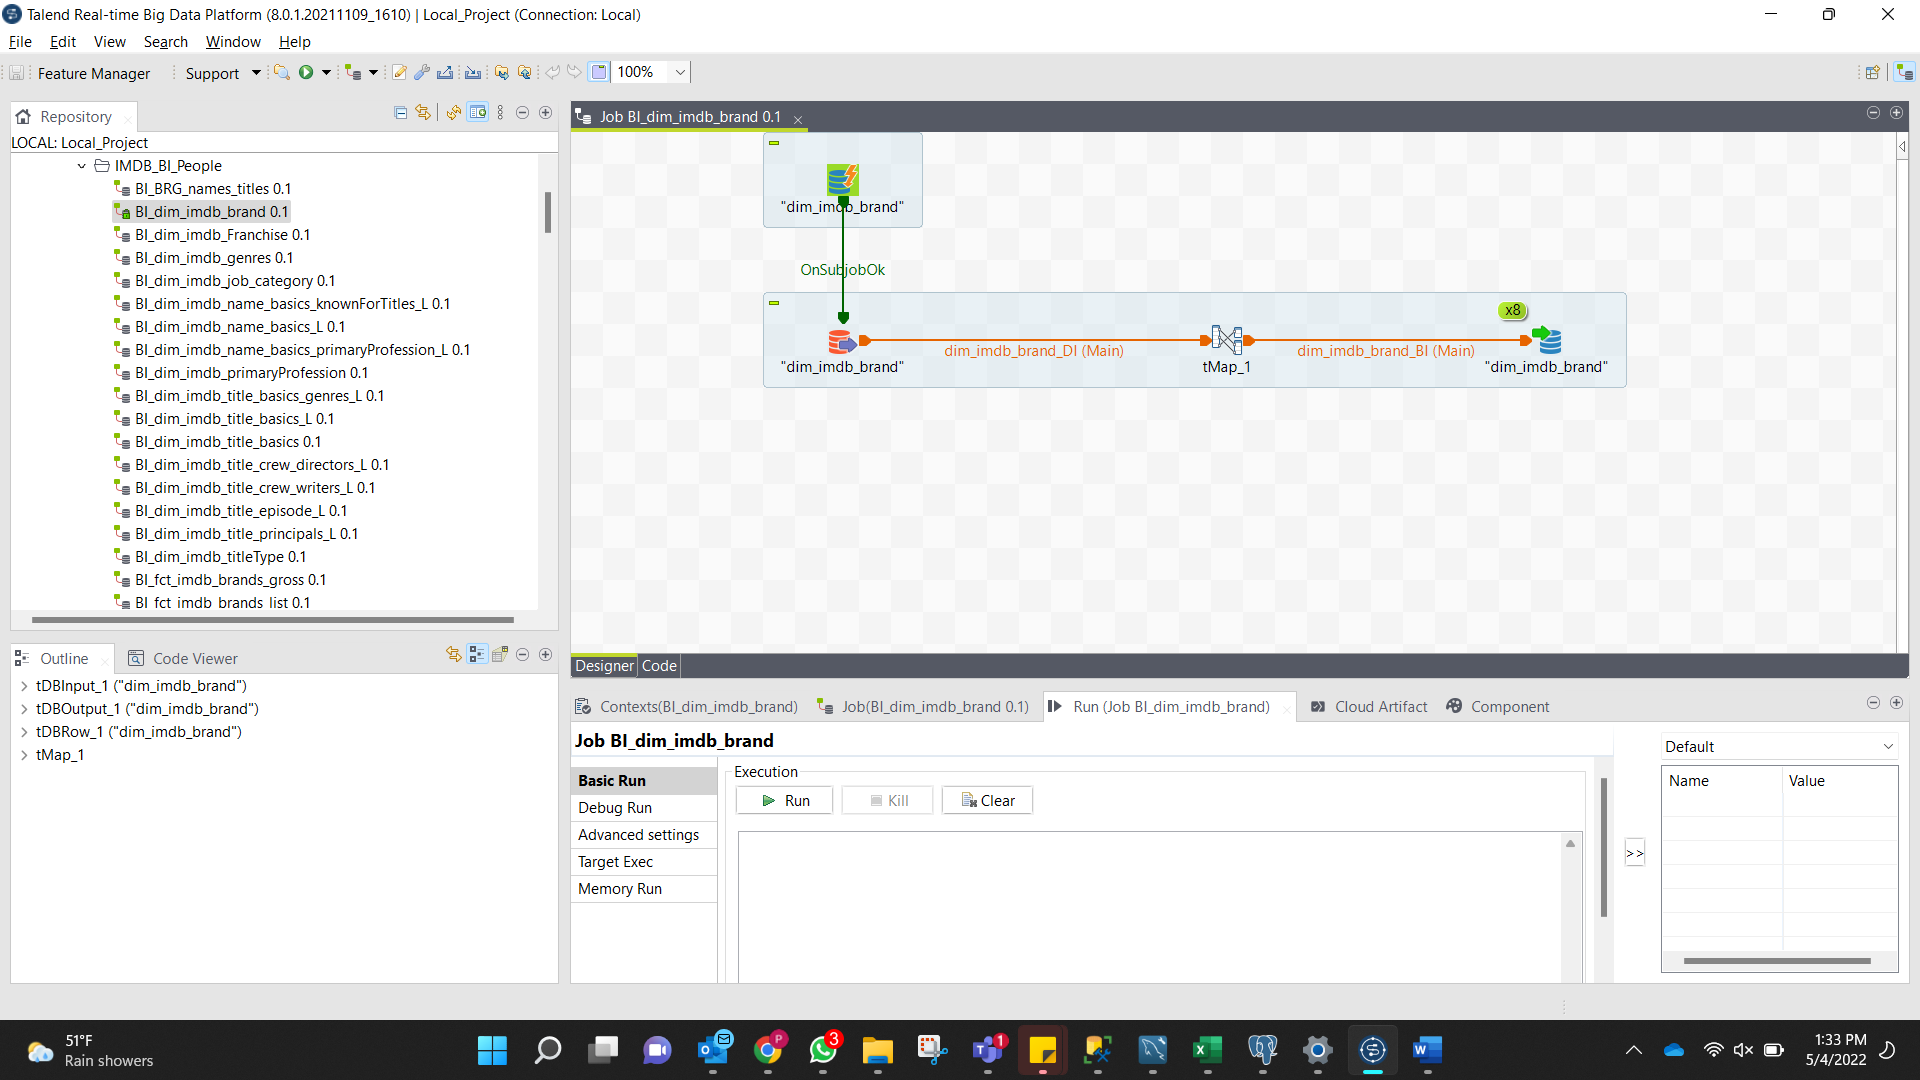 Talend Real-time Big Data Platform (8.0.1.20211109_1610) | Local_Project (Connection: Local)
File Edit View Search Window Help
Feature Manager Support 100%
Repository
LOCAL: Local_Project
IMDB_BI_People
BI_BRG_names_titles 0.1
BI_dim_imdb_brand 0.1
BI_dim_imdb_Franchise 0.1
BI_dim_imdb_genres 0.1
BI_dim_imdb_job_category 0.1
BI_dim_imdb_name_basics_knownForTitles_L 0.1
BI_dim_imdb_name_basics_L 0.1
BI_dim_imdb_name_basics_primaryProfession_L 0.1
BI_dim_imdb_primaryProfession 0.1
BI_dim_imdb_title_basics_genres_L 0.1
BI_dim_imdb_title_basics_L 0.1
BI_dim_imdb_title_basics 0.1
BI_dim_imdb_title_crew_directors_L 0.1
BI_dim_imdb_title_crew_writers_L 0.1
BI_dim_imdb_title_episode_L 0.1
BI_dim_imdb_title_principals_L 0.1
BI_dim_imdb_titleType 0.1
BI_fct_imdb_brands_gross 0.1
BI_fct_imdb_brands_list 0.1
Outline Code Viewer
tDBInput_1 ("dim_imdb_brand")
tDBOutput_1 ("dim_imdb_brand")
tDBRow_1 ("dim_imdb_brand")
tMap_1
Job BI_dim_imdb_brand 0.1
"dim_imdb_brand"
OnSubjobOk
x8
dim_imdb_brand_DI (Main)
dim_imdb_brand_BI (Main)
"dim_imdb_brand" tMap_1 "dim_imdb_brand"
Designer Code
Contexts(BI_dim_imdb_brand) Job(BI_dim_imdb_brand 0.1) Run (Job BI_dim_imdb_brand) Cloud Artifact Component
Job BI_dim_imdb_brand
Basic Run
Debug Run
Advanced settings
Target Exec
Memory Run
Execution
Run Kill Clear
>>
Default
Name Value
51°F
Rain showers
P
3
1
1:33 PM
5/4/2022